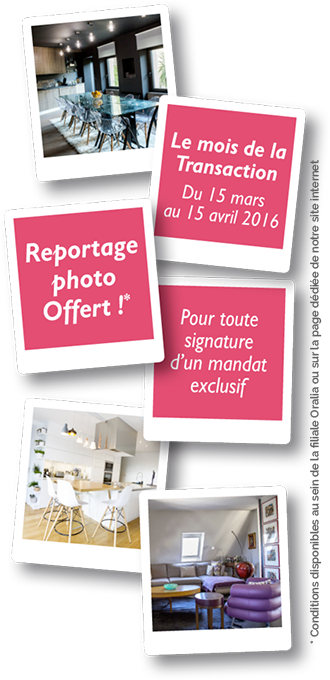 Le mois de la
Transaction
Du 15 mars
au 15 avril 2016
Reportage
photo
Offert !*
Pour toute
signature
d'un mandat
exclusif
* Conditions disponibles au sein de la filiale Oralia ou sur la page dédiée de notre site internet